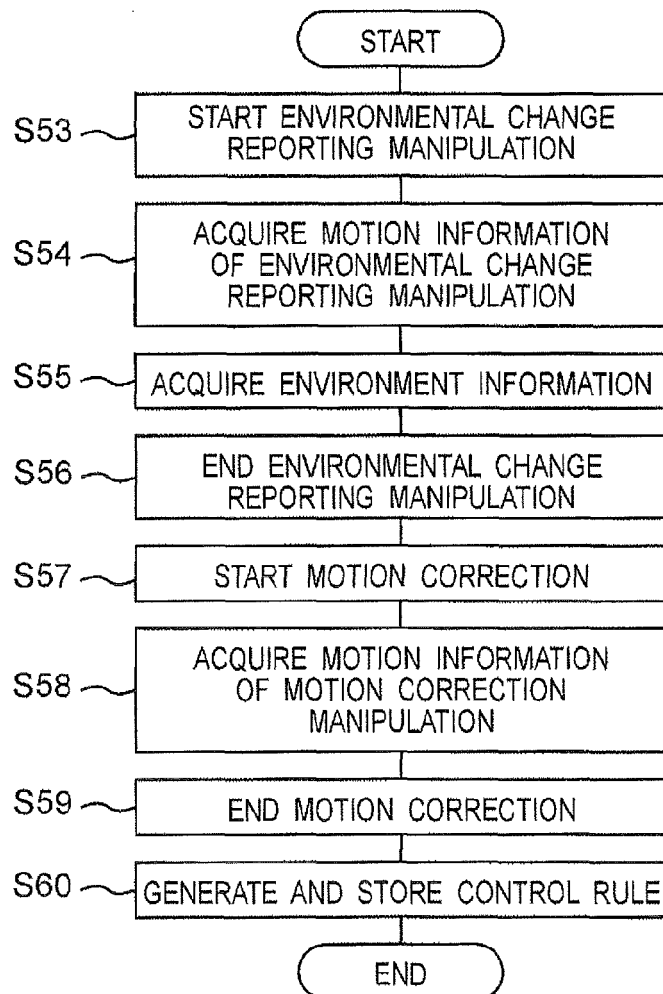 START
S53
START ENVIRONMENTAL CHANGE
REPORTING MANIPULATION
S54
ACQUIRE MOTION INFORMATION
OF ENVIRONMENTAL CHANGE
REPORTING MANIPULATION
S55
ACQUIRE ENVIRONMENT INFORMATION
S56
END ENVIRONMENTAL CHANGE
REPORTING MANIPULATION
S57
START MOTION CORRECTION
S58
ACQUIRE MOTION INFORMATION
OF MOTION CORRECTION
MANIPULATION
S59
END MOTION CORRECTION
S60
GENERATE AND STORE CONTROL RULE
END